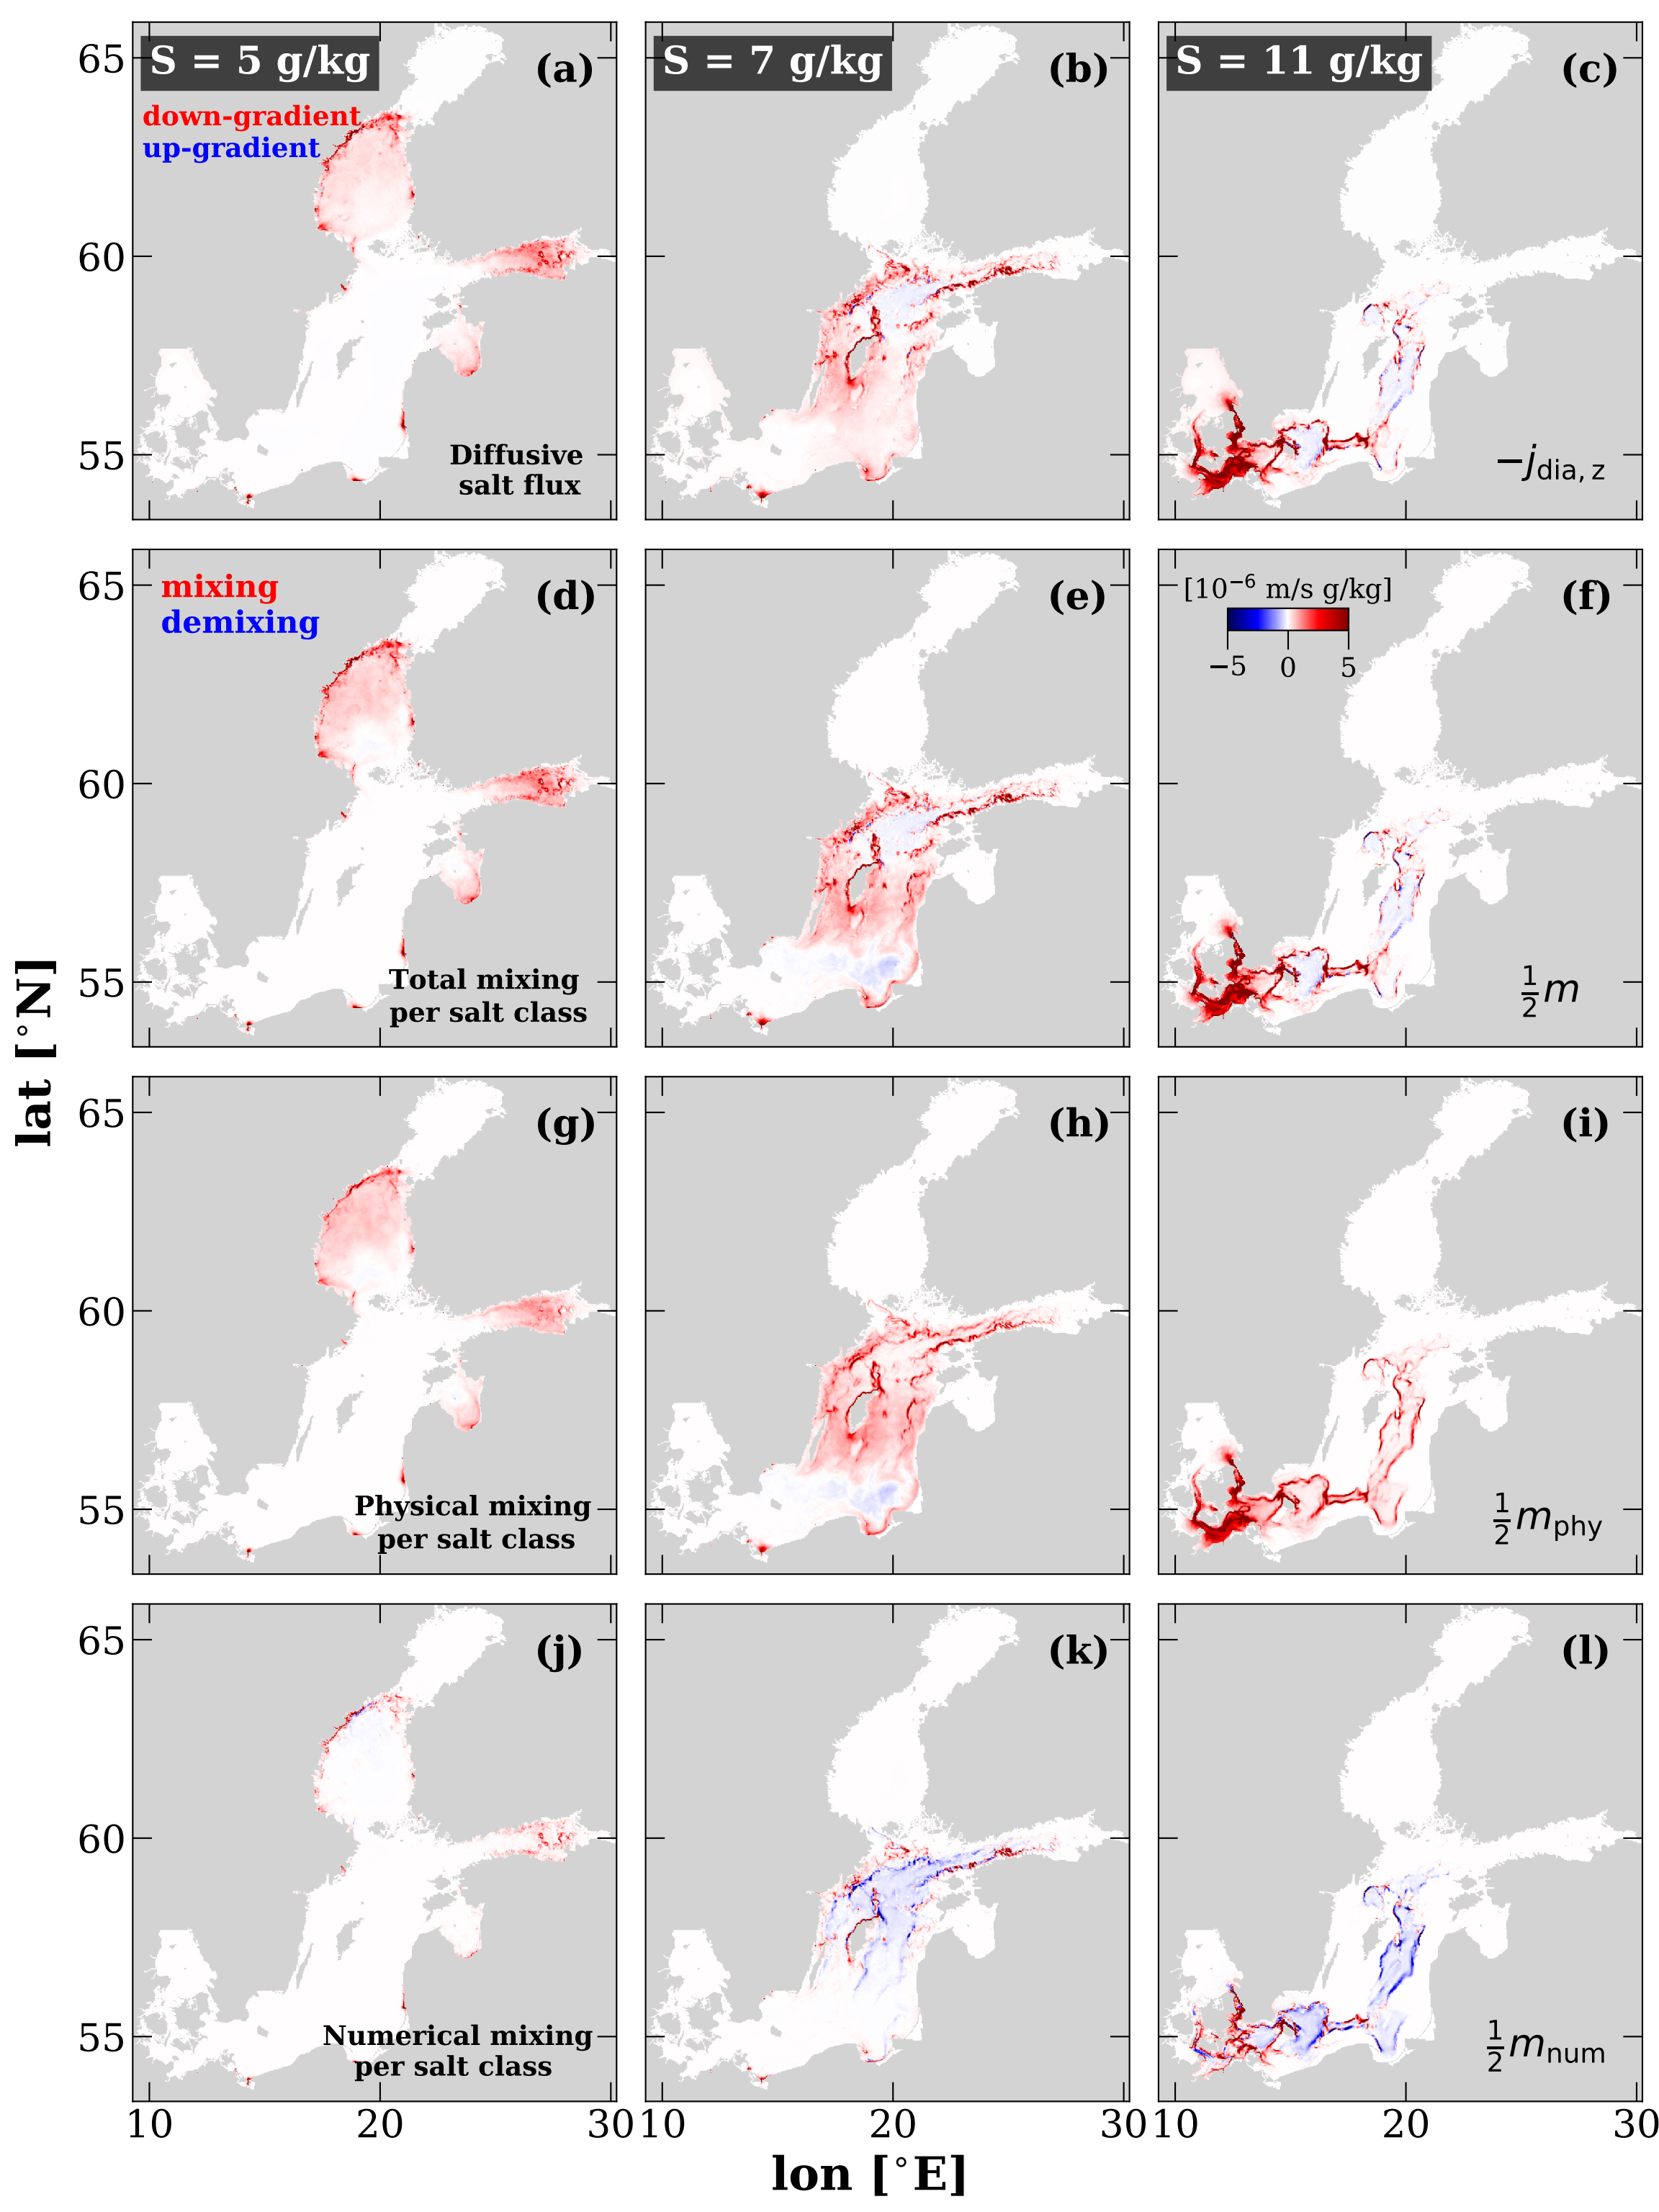 S = 5 g/kg
(a)
S = 7 g/kg
(b)
S = 11 g/kg
(c)
down-gradient
up-gradient
65
60
55
Diffusive
salt flux
−j_dia, z
mixing
demixing
(d)
(e)
[10⁻⁶ m/s g/kg]
(f)
−5 0 5
65
60
55
Total mixing
per salt class
½m
lat [°N]
(g)
(h)
(i)
65
60
55
Physical mixing
per salt class
½m_phy
(j)
(k)
(l)
65
60
55
Numerical mixing
per salt class
½m_num
10 20 30 10 20 30 10 20 30
lon [°E]